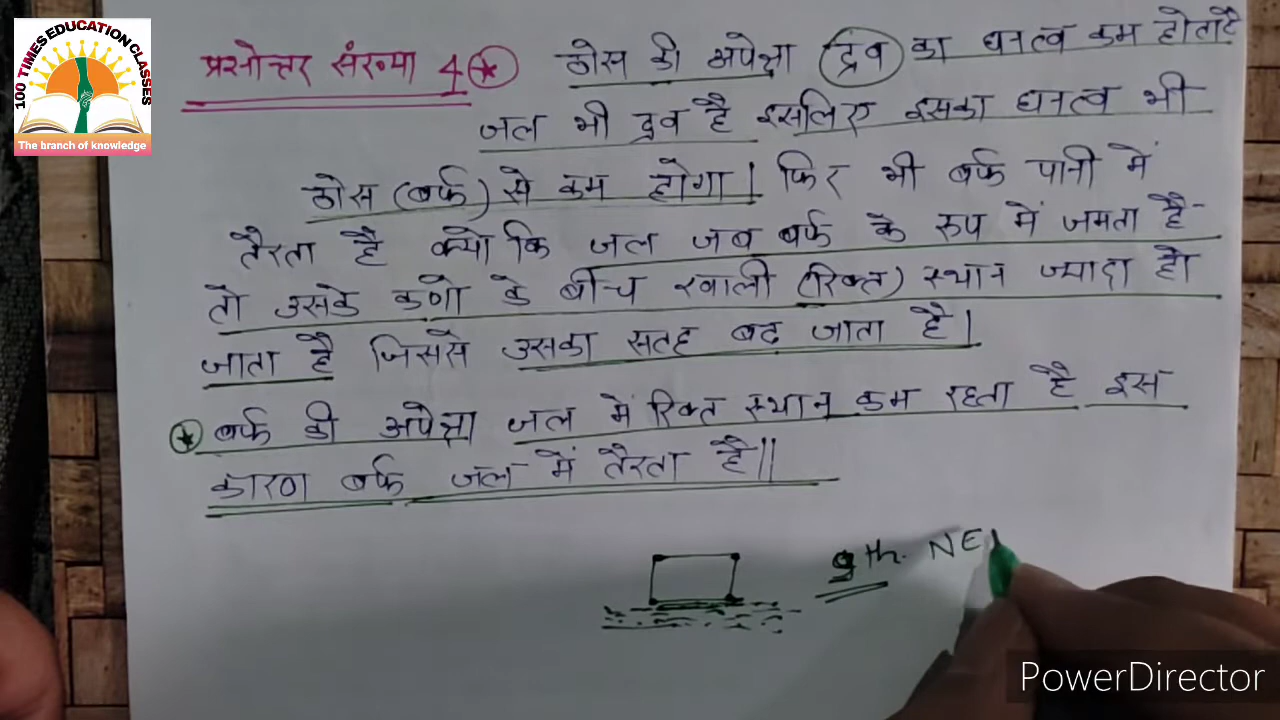 100 TIMES EDUCATION CLASSES
The branch of knowledge
प्रसोत्तर संख्या 4 ठोस की अपेक्षा द्रव का घनत्व कम होता है
जल भी द्रव है इसलिए इसका घनत्व भी
ठोस (बर्फ) से कम होगा। फिर भी बर्फ पानी में
तैरता है क्यों कि जल जब बर्फ के रुप में जमता है
तो उसके कणो के बीच खाली (रिक्त) स्थान ज्यादा हो
जाता है जिससे उसका सतह बढ़ जाता है।
बर्फ की अपेक्षा जल में रिक्त स्थान कम रहता है इस
कारण बर्फ जल में तैरता है॥
9th. NE
PowerDirector